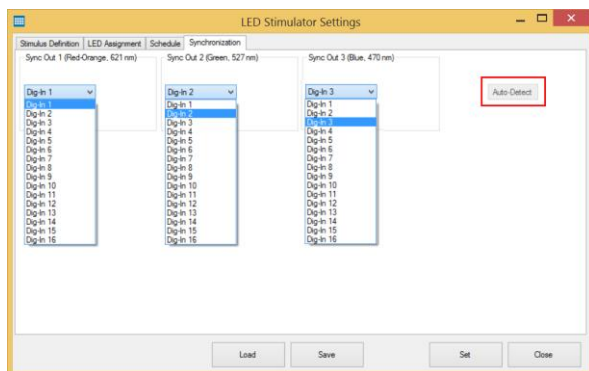 LED Stimulator Settings
Stimulus Definition LED Assignment Schedule Synchronization
Sync Out 1 (Red-Orange, 621 nm) Sync Out 2 (Green, 527 nm) Sync Out 3 (Blue, 470 nm)
Dig-In 1 Dig-In 2 Dig-In 3 Auto-Detect
Dig-In 1 Dig-In 1 Dig-In 1
Dig-In 2 Dig-In 2 Dig-In 2
Dig-In 3 Dig-In 3 Dig-In 3
Dig-In 4 Dig-In 4 Dig-In 4
Dig-In 5 Dig-In 5 Dig-In 5
Dig-In 6 Dig-In 6 Dig-In 6
Dig-In 7 Dig-In 7 Dig-In 7
Dig-In 8 Dig-In 8 Dig-In 8
Dig-In 9 Dig-In 9 Dig-In 9
Dig-In 10 Dig-In 10 Dig-In 10
Dig-In 11 Dig-In 11 Dig-In 11
Dig-In 12 Dig-In 12 Dig-In 12
Dig-In 13 Dig-In 13 Dig-In 13
Dig-In 14 Dig-In 14 Dig-In 14
Dig-In 15 Dig-In 15 Dig-In 15
Dig-In 16 Dig-In 16 Dig-In 16
Load Save Set Close